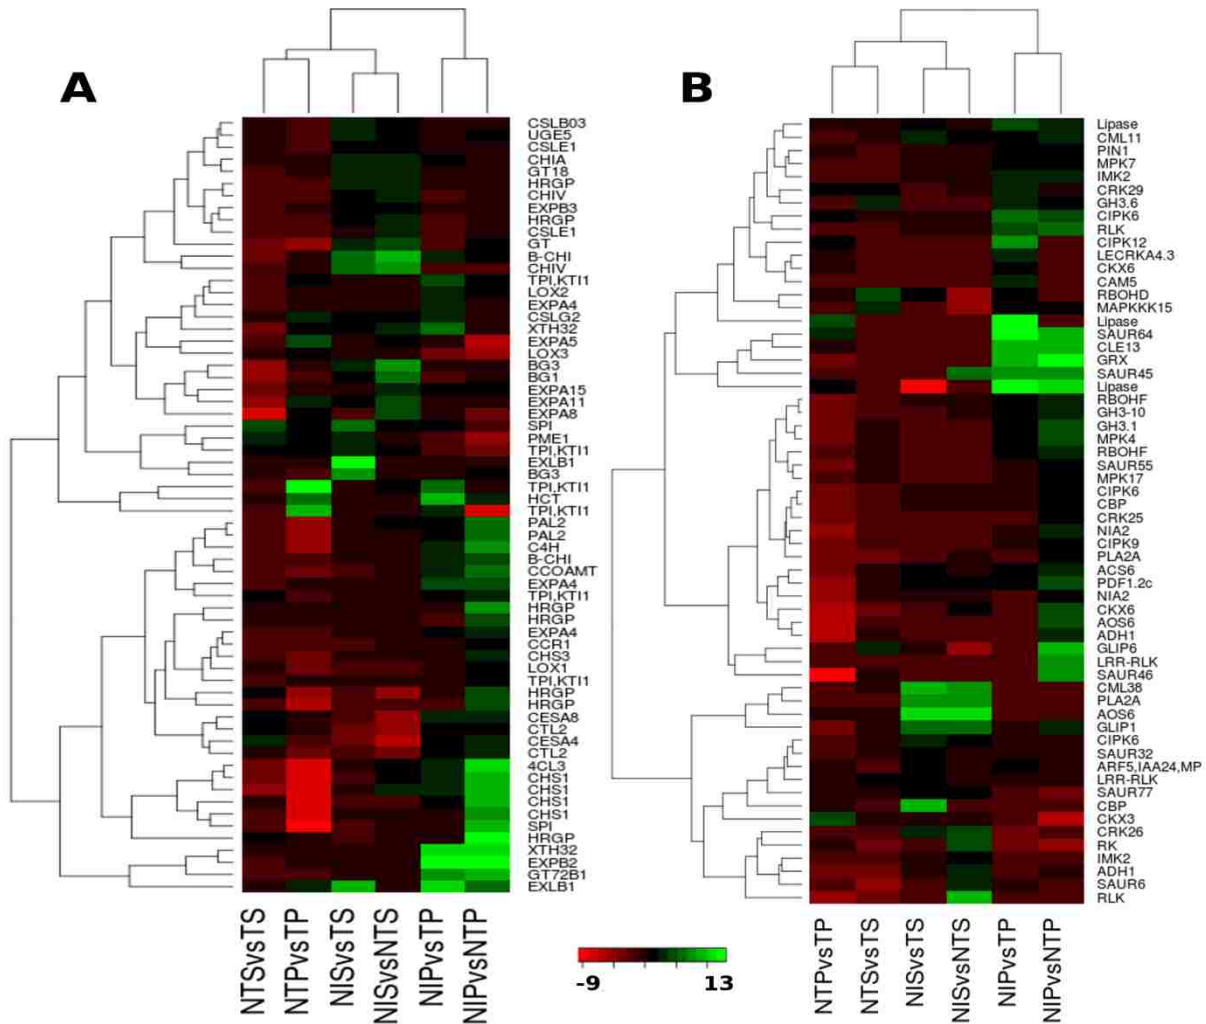 A
B
CSLB03
UGE5
CSLE1
CHIA
GT18
HRGP
CHIV
EXPB3
HRGP
CSLE1
GT
B-CHI
CHIV
TPI,KTI1
LOX2
EXPA4
CSLG2
XTH32
EXPA5
LOX3
BG3
BG1
EXPA15
EXPA11
EXPA8
SPI
PME1
TPI,KTI1
EXLB1
BG3
TPI,KTI1
HCT
TPI,KTI1
PAL2
PAL2
C4H
B-CHI
CCOAMT
EXPA4
TPI,KTI1
HRGP
HRGP
EXPA4
CCR1
CHS3
LOX1
TPI,KTI1
HRGP
HRGP
CESA8
CTL2
CESA4
CTL2
4CL3
CHS1
CHS1
CHS1
CHS1
SPI
HRGP
XTH32
EXPB2
GT72B1
EXLB1
NTSvsTS
NTPvsTP
NISvsTS
NISvsNTS
NIPvsTP
NIPvsNTP
Lipase
CML11
PIN1
MPK7
IMK2
CRK29
GH3.6
CIPK6
RLK
CIPK12
LECRKA4.3
CKX6
CAM5
RBOHD
MAPKKK15
Lipase
SAUR64
CLE13
GRX
SAUR45
Lipase
RBOHF
GH3-10
GH3.1
MPK4
RBOHF
SAUR55
MPK17
CIPK6
CBP
CRK25
NIA2
CIPK9
PLA2A
ACS6
PDF1.2c
NIA2
CKX6
AOS6
ADH1
GLIP6
LRR-RLK
SAUR46
CML38
PLA2A
AOS6
GLIP1
CIPK6
SAUR32
ARF5,IAA24,MP
LRR-RLK
SAUR77
CBP
CKX3
CRK26
RK
IMK2
ADH1
SAUR6
RLK
NTPvsTP
NTSvsTS
NISvsTS
NISvsNTS
NIPvsTP
NIPvsNTP
-9
13